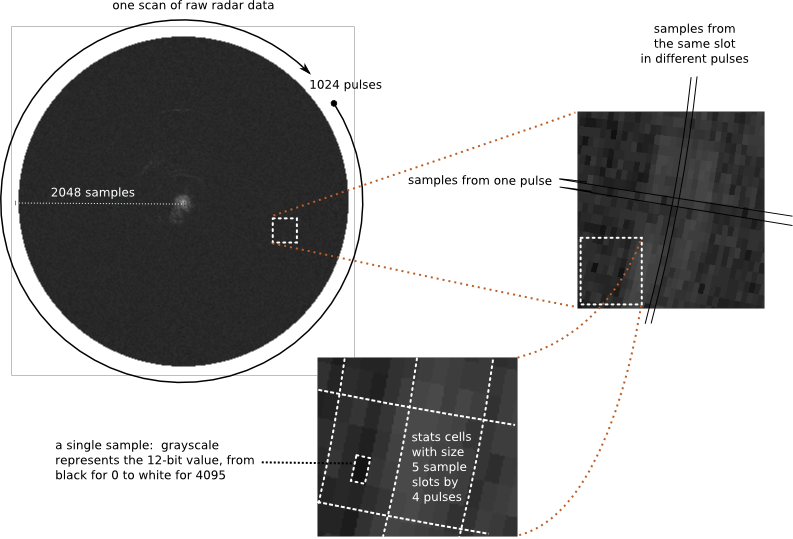 one scan of raw radar data
1024 pulses
2048 samples
samples from
the same slot
in different pulses
samples from one pulse
a single sample:  grayscale
represents the 12-bit value, from
black for 0 to white for 4095
stats cells
with size
5 sample
slots by
4 pulses